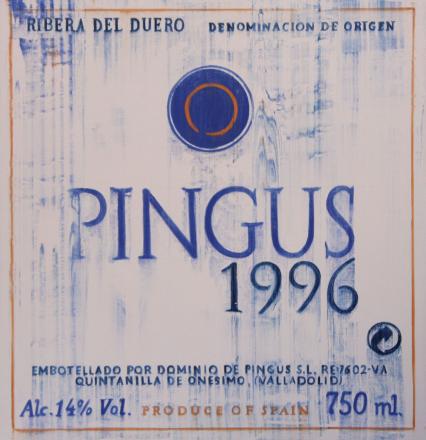 RIBERA DEL DUERO DENOMINACION DE ORIGEN
PINGUS
1996
EMBOTELLADO POR DOMINIO DE PINGUS S.L. RE-7602-VA
QUINTANILLA DE ONESIMO, (VALLADOLID)
Alc. 14% Vol. PRODUCE OF SPAIN 750 ml.